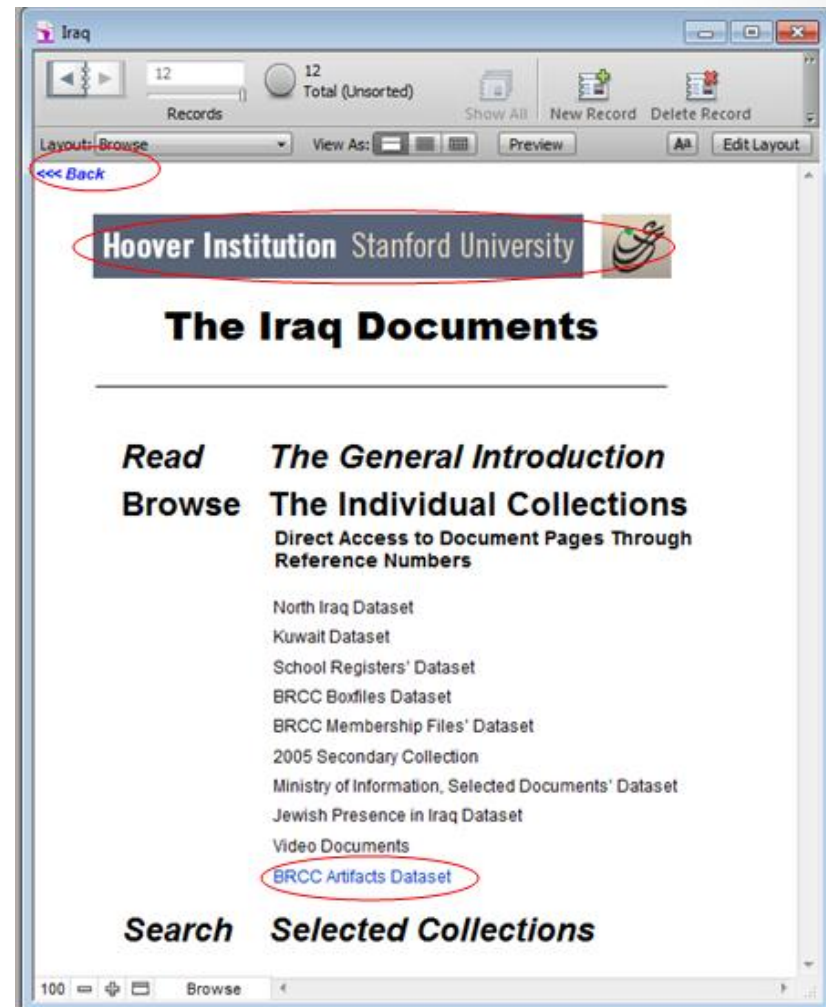 Iraq
12
Records
12
Total (Unsorted)
Show All
New Record
Delete Record
Layout: Browse
View As:
Preview
Aa
Edit Layout
<<< Back
Hoover Institution Stanford University
The Iraq Documents
Read The General Introduction
Browse The Individual Collections
Direct Access to Document Pages Through
Reference Numbers
North Iraq Dataset
Kuwait Dataset
School Registers' Dataset
BRCC Boxfiles Dataset
BRCC Membership Files' Dataset
2005 Secondary Collection
Ministry of Information, Selected Documents' Dataset
Jewish Presence in Iraq Dataset
Video Documents
BRCC Artifacts Dataset
Search Selected Collections
100 Browse